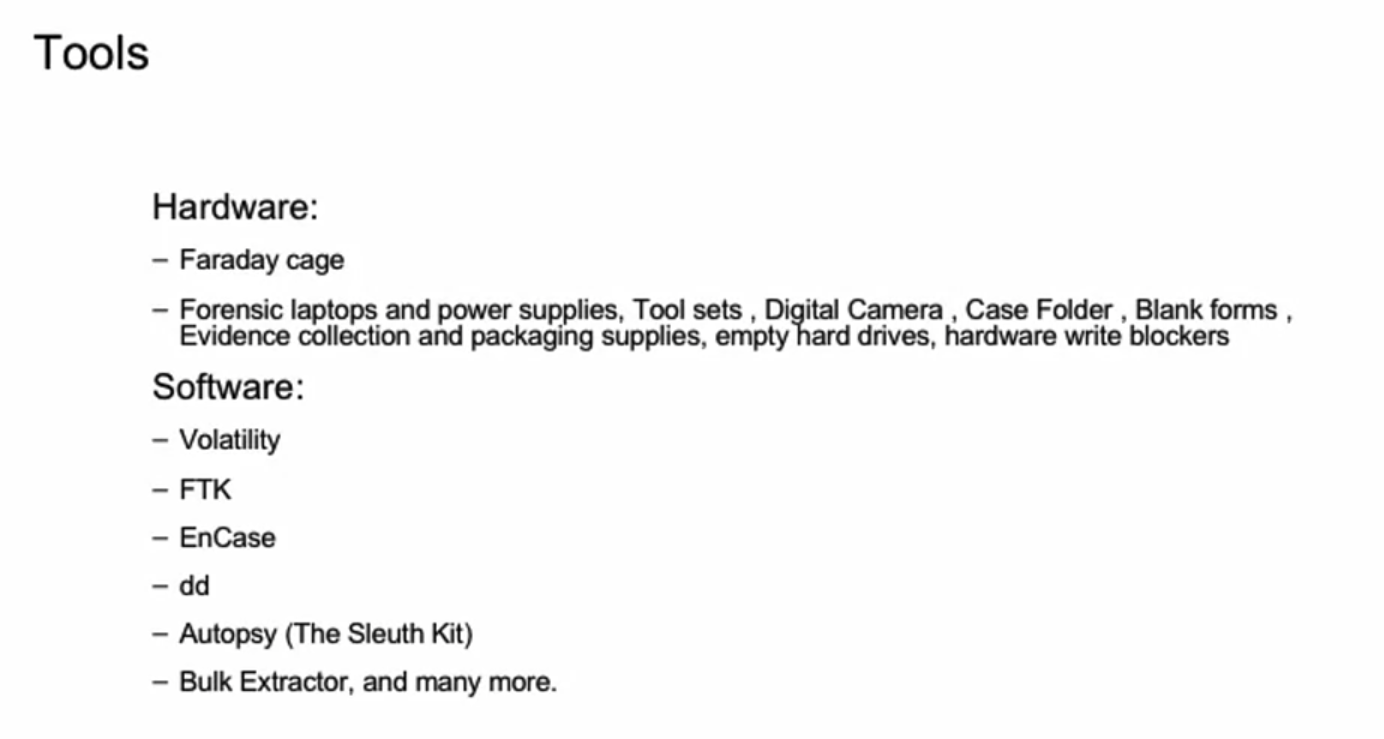 Tools
Hardware:
– Faraday cage
– Forensic laptops and power supplies, Tool sets , Digital Camera , Case Folder , Blank forms ,
Evidence collection and packaging supplies, empty hard drives, hardware write blockers
Software:
– Volatility
– FTK
– EnCase
– dd
– Autopsy (The Sleuth Kit)
– Bulk Extractor, and many more.